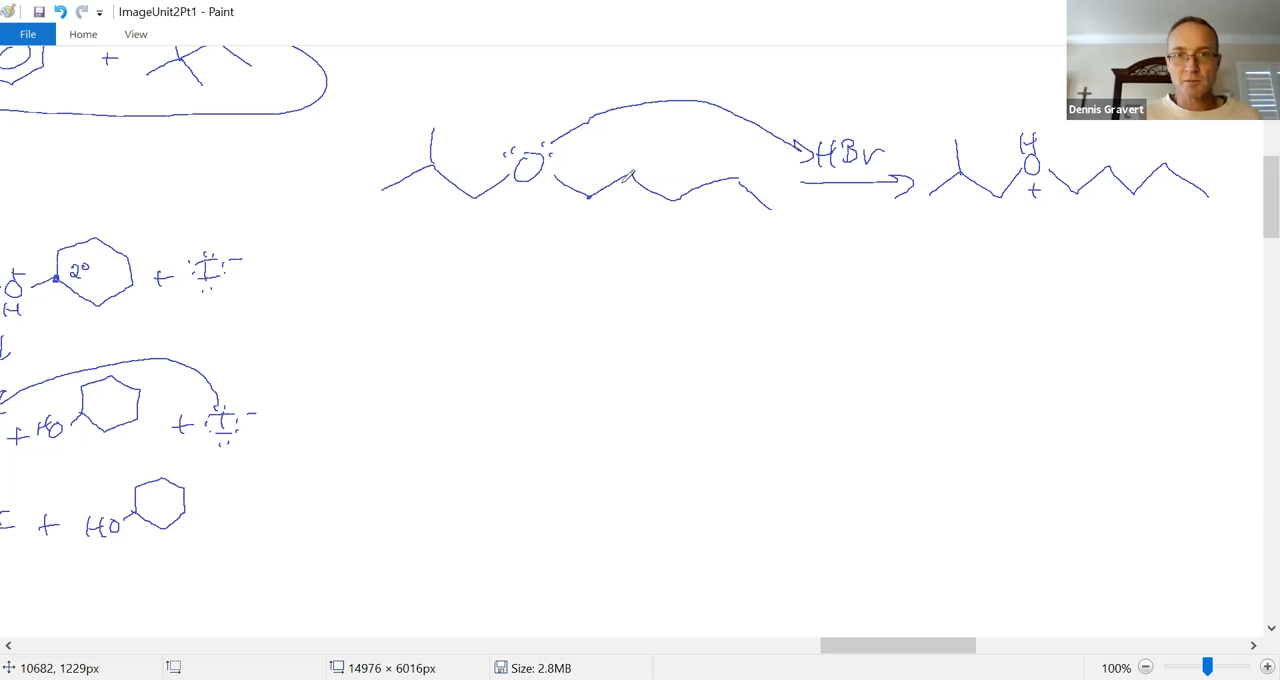 ImageUnit2Pt1 - Paint
File Home View
Dennis Gravert
+
O HBr H O +
2° O + H + I -
+ HO + I -
+ HO
10682, 1229px 14976 × 6016px Size: 2.8MB 100%